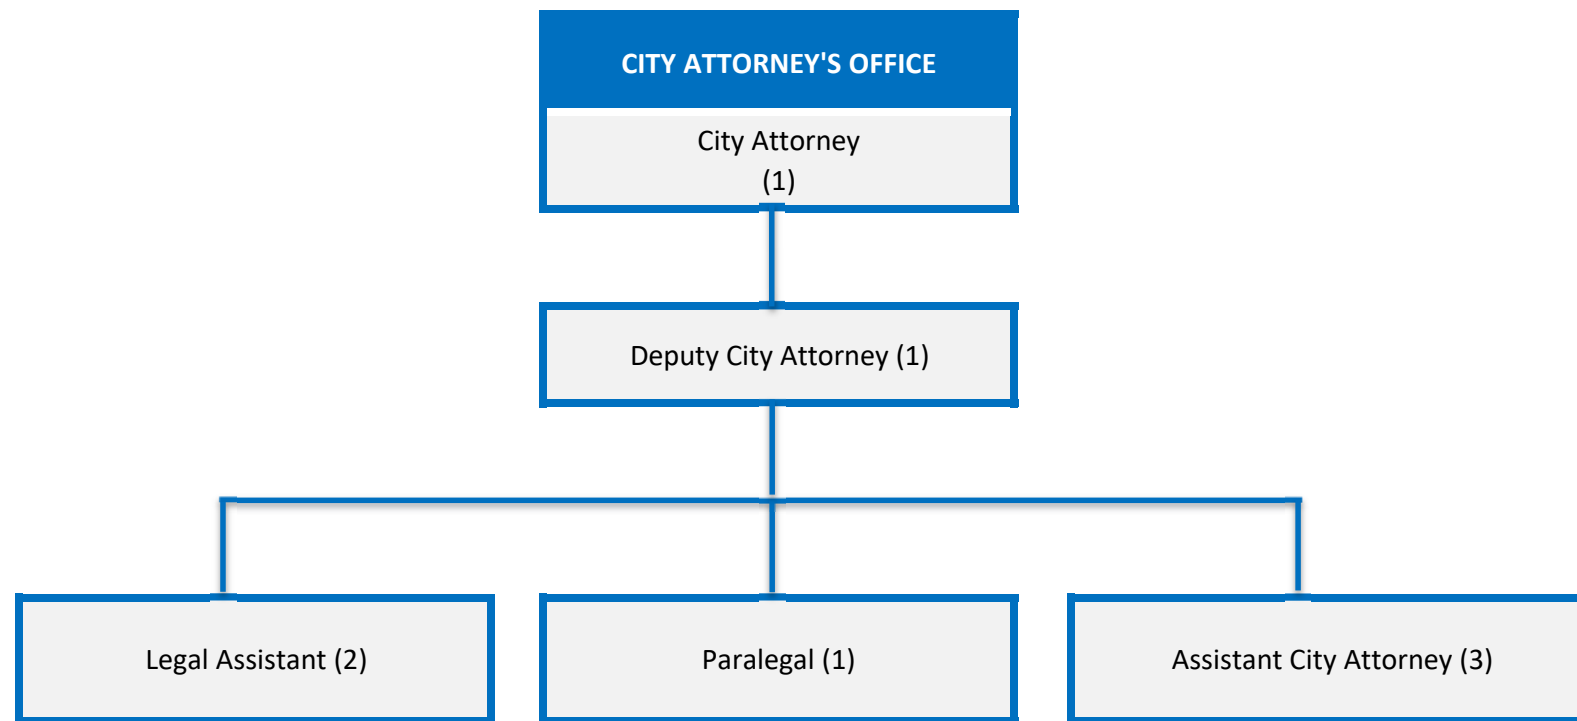 CITY ATTORNEY'S OFFICE
City Attorney
(1)
Deputy City Attorney (1)
Legal Assistant (2)
Paralegal (1)
Assistant City Attorney (3)